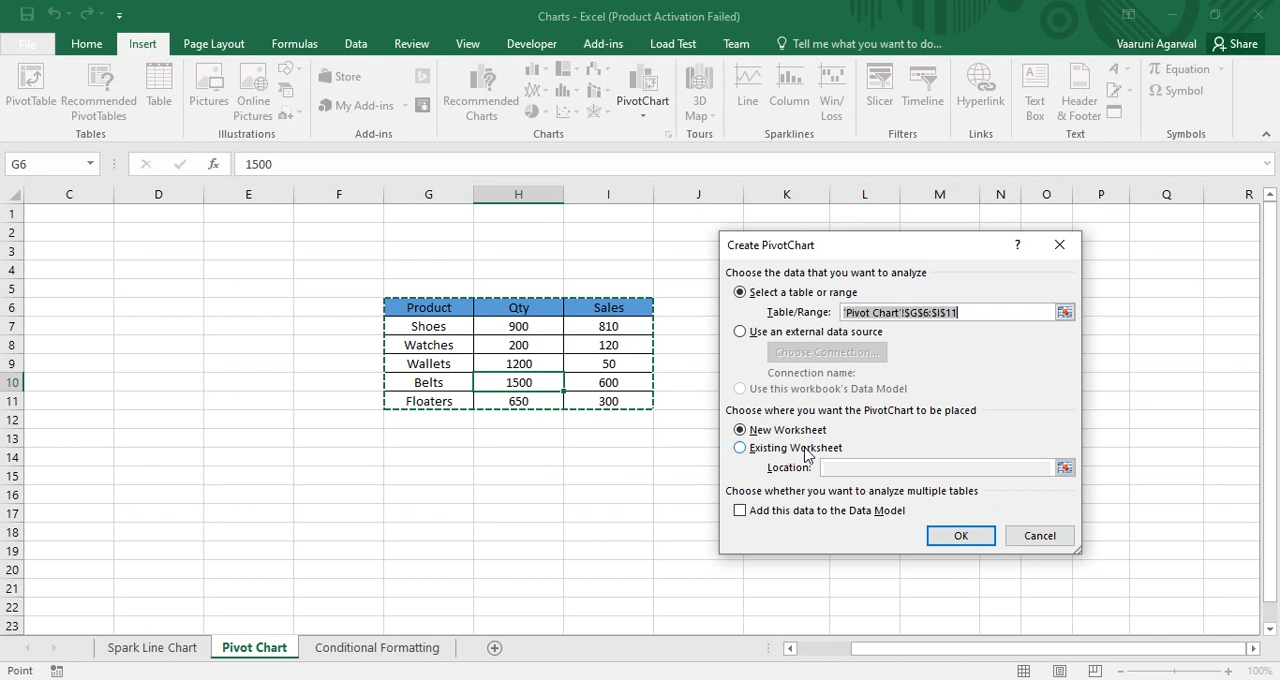 Charts - Excel (Product Activation Failed)
File Home Insert Page Layout Formulas Data Review View Developer Add-ins Load Test Team Tell me what you want to do... Vaaruni Agarwal Share
PivotTable Recommended PivotTables Table Pictures Online Pictures Store My Add-ins Recommended Charts PivotChart 3D Map Line Column Win/Loss Slicer Timeline Hyperlink Text Box Header & Footer Equation Symbol
Tables Illustrations Add-ins Charts Tours Sparklines Filters Links Text Symbols
G6 fx 1500
C D E F G H I J K L M N O P Q R
1
2
3
4
5
6 Product Qty Sales
7 Shoes 900 810
8 Watches 200 120
9 Wallets 1200 50
10 Belts 1500 600
11 Floaters 650 300
12
13
14
15
16
17
18
19
20
21
22
23
Create PivotChart ?
Choose the data that you want to analyze
Select a table or range
Table/Range: 'Pivot Chart'!$G$6:$I$11
Use an external data source
Choose Connection...
Connection name:
Use this workbook's Data Model
Choose where you want the PivotChart to be placed
New Worksheet
Existing Worksheet
Location:
Choose whether you want to analyze multiple tables
Add this data to the Data Model
OK Cancel
Spark Line Chart Pivot Chart Conditional Formatting
Point 100%